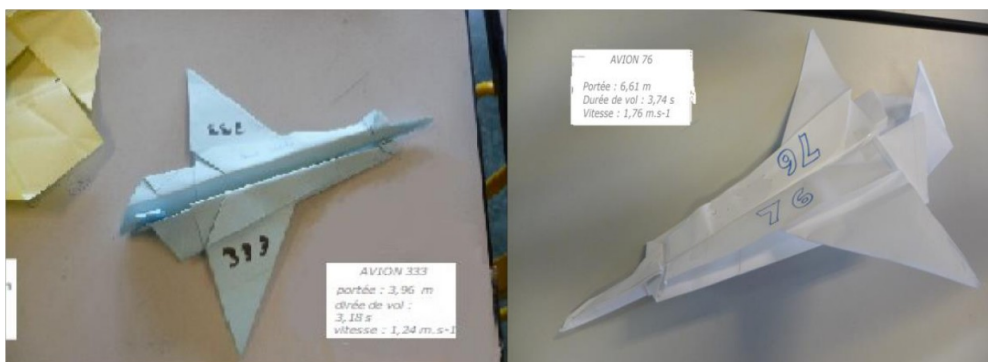 333
333
AVION 333
portée : 3,96 m
dirée de vol :
3,18 s
vitesse : 1,24 m.s-1
AVION 76
Portée : 6,61 m
Durée de vol : 3,74 s
Vitesse : 1,76 m.s-1
76
76